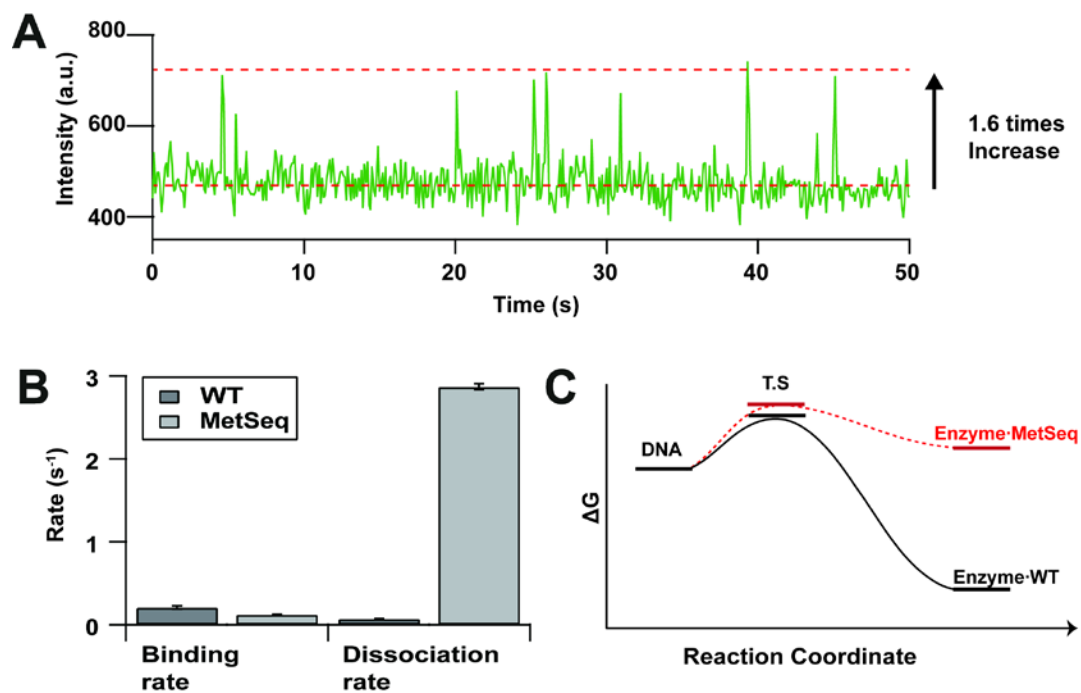 A
800
600
400
Intensity (a.u.)
0
10
20
30
40
50
Time (s)
1.6 times
Increase
B
3
2
1
0
Rate (s⁻¹)
WT
MetSeq
Binding
rate
Dissociation
rate
C
T.S
DNA
Enzyme·MetSeq
Enzyme·WT
ΔG
Reaction Coordinate